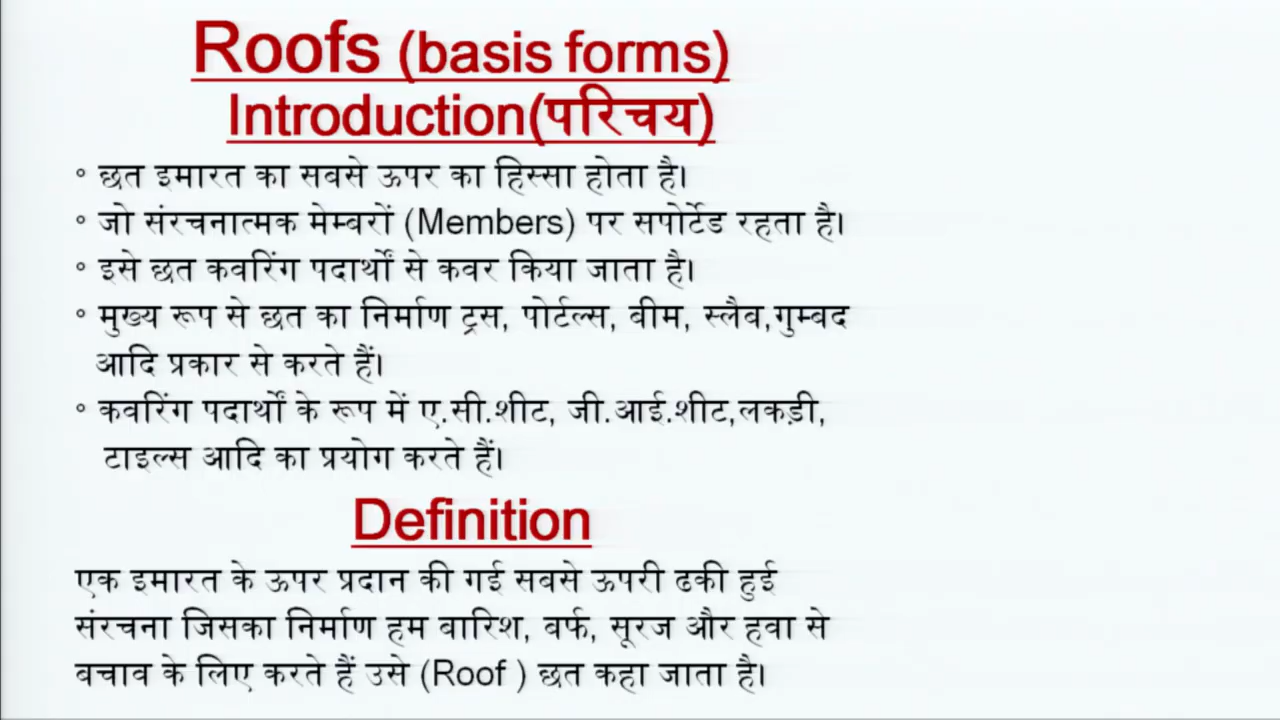 Roofs (basis forms)
Introduction(परिचय)
° छत इमारत का सबसे ऊपर का हिस्सा होता है।
° जो संरचनात्मक मेम्बरों (Members) पर सपोर्टेड रहता है।
° इसे छत कवरिंग पदार्थों से कवर किया जाता है।
° मुख्य रूप से छत का निर्माण ट्रस, पोर्टल्स, बीम, स्लैब,गुम्बद
आदि प्रकार से करते हैं।
° कवरिंग पदार्थों के रूप में ए.सी.शीट, जी.आई.शीट,लकड़ी,
टाइल्स आदि का प्रयोग करते हैं।
Definition
एक इमारत के ऊपर प्रदान की गई सबसे ऊपरी ढकी हुई
संरचना जिसका निर्माण हम बारिश, बर्फ, सूरज और हवा से
बचाव के लिए करते हैं उसे (Roof ) छत कहा जाता है।